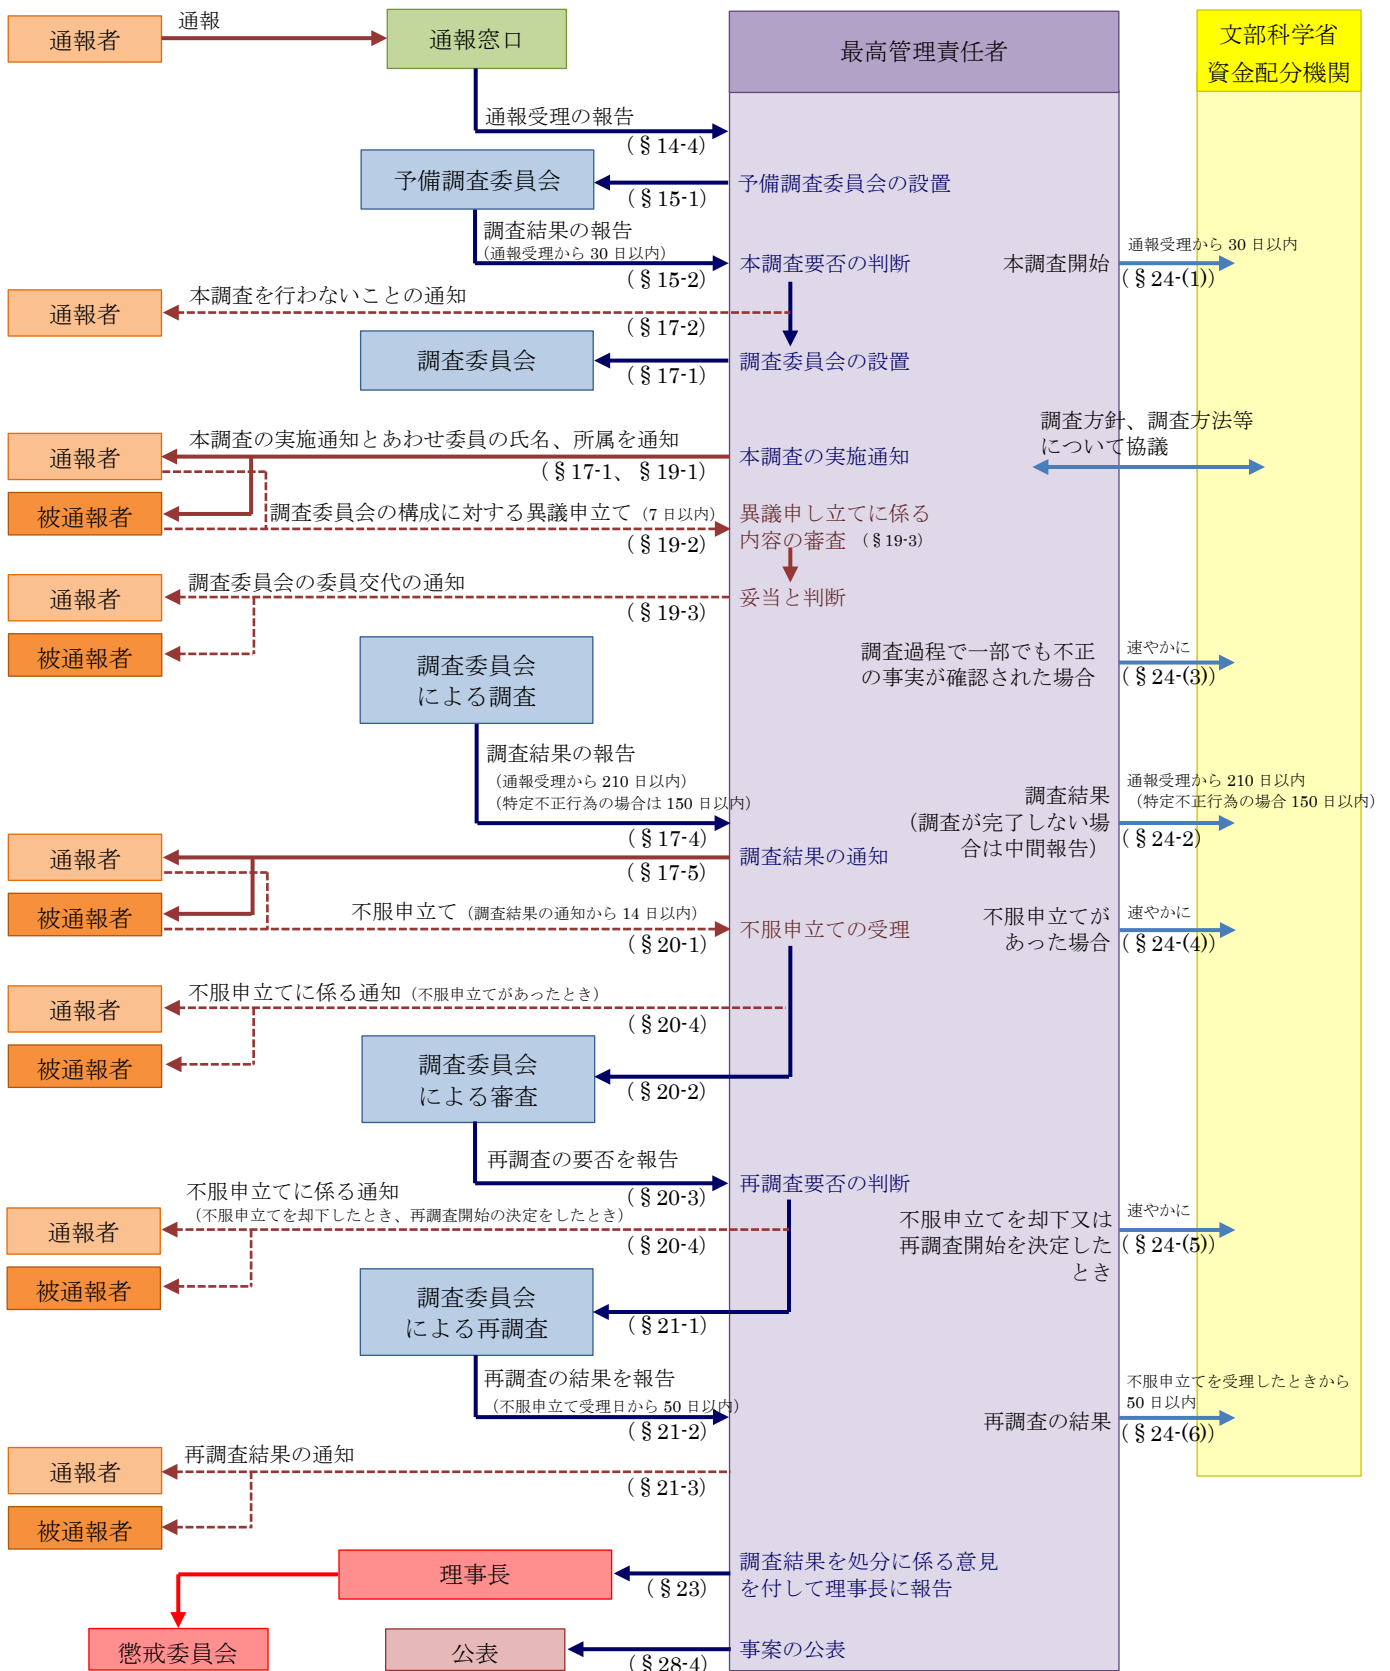 通報者
通報
通報窓口
最高管理責任者
文部科学省
資金配分機関
通報受理の報告
(§14-4)
予備調査委員会
(§15-1)
予備調査委員会の設置
調査結果の報告
(通報受理から 30 日以内)
(§15-2)
本調査要否の判断
本調査開始
通報受理から 30 日以内
(§24-(1))
通報者
本調査を行わないことの通知
(§17-2)
調査委員会
(§17-1)
調査委員会の設置
調査方針、調査方法等
について協議
通報者
本調査の実施通知とあわせ委員の氏名、所属を通知
(§17-1、§19-1)
本調査の実施通知
被通報者
調査委員会の構成に対する異議申立て(7 日以内)
(§19-2)
異議申し立てに係る
内容の審査(§19-3)
通報者
調査委員会の委員交代の通知
(§19-3)
妥当と判断
被通報者
調査委員会
による調査
調査過程で一部でも不正
の事実が確認された場合
速やかに
(§24-(3))
調査結果の報告
(通報受理から 210 日以内)
(特定不正行為の場合は 150 日以内)
(§17-4)
調査結果
(調査が完了しない場
合は中間報告)
通報受理から 210 日以内
(特定不正行為の場合 150 日以内)
(§24-2)
通報者
(§17-5)
調査結果の通知
被通報者
不服申立て(調査結果の通知から 14 日以内)
(§20-1)
不服申立ての受理
不服申立てが
あった場合
速やかに
(§24-(4))
通報者
不服申立てに係る通知(不服申立てがあったとき)
(§20-4)
被通報者
調査委員会
による審査
(§20-2)
再調査の要否を報告
(§20-3)
再調査要否の判断
不服申立てに係る通知
(不服申立てを却下したとき、再調査開始の決定をしたとき)
通報者
(§20-4)
不服申立てを却下又は
再調査開始を決定した
とき
速やかに
(§24-(5))
被通報者
調査委員会
による再調査
(§21-1)
再調査の結果を報告
(不服申立て受理日から 50 日以内)
(§21-2)
再調査の結果
不服申立てを受理したときから
50 日以内
(§24-(6))
通報者
再調査結果の通知
(§21-3)
被通報者
理事長
(§23)
調査結果を処分に係る意見
を付して理事長に報告
懲戒委員会
公表
(§28-4)
事案の公表